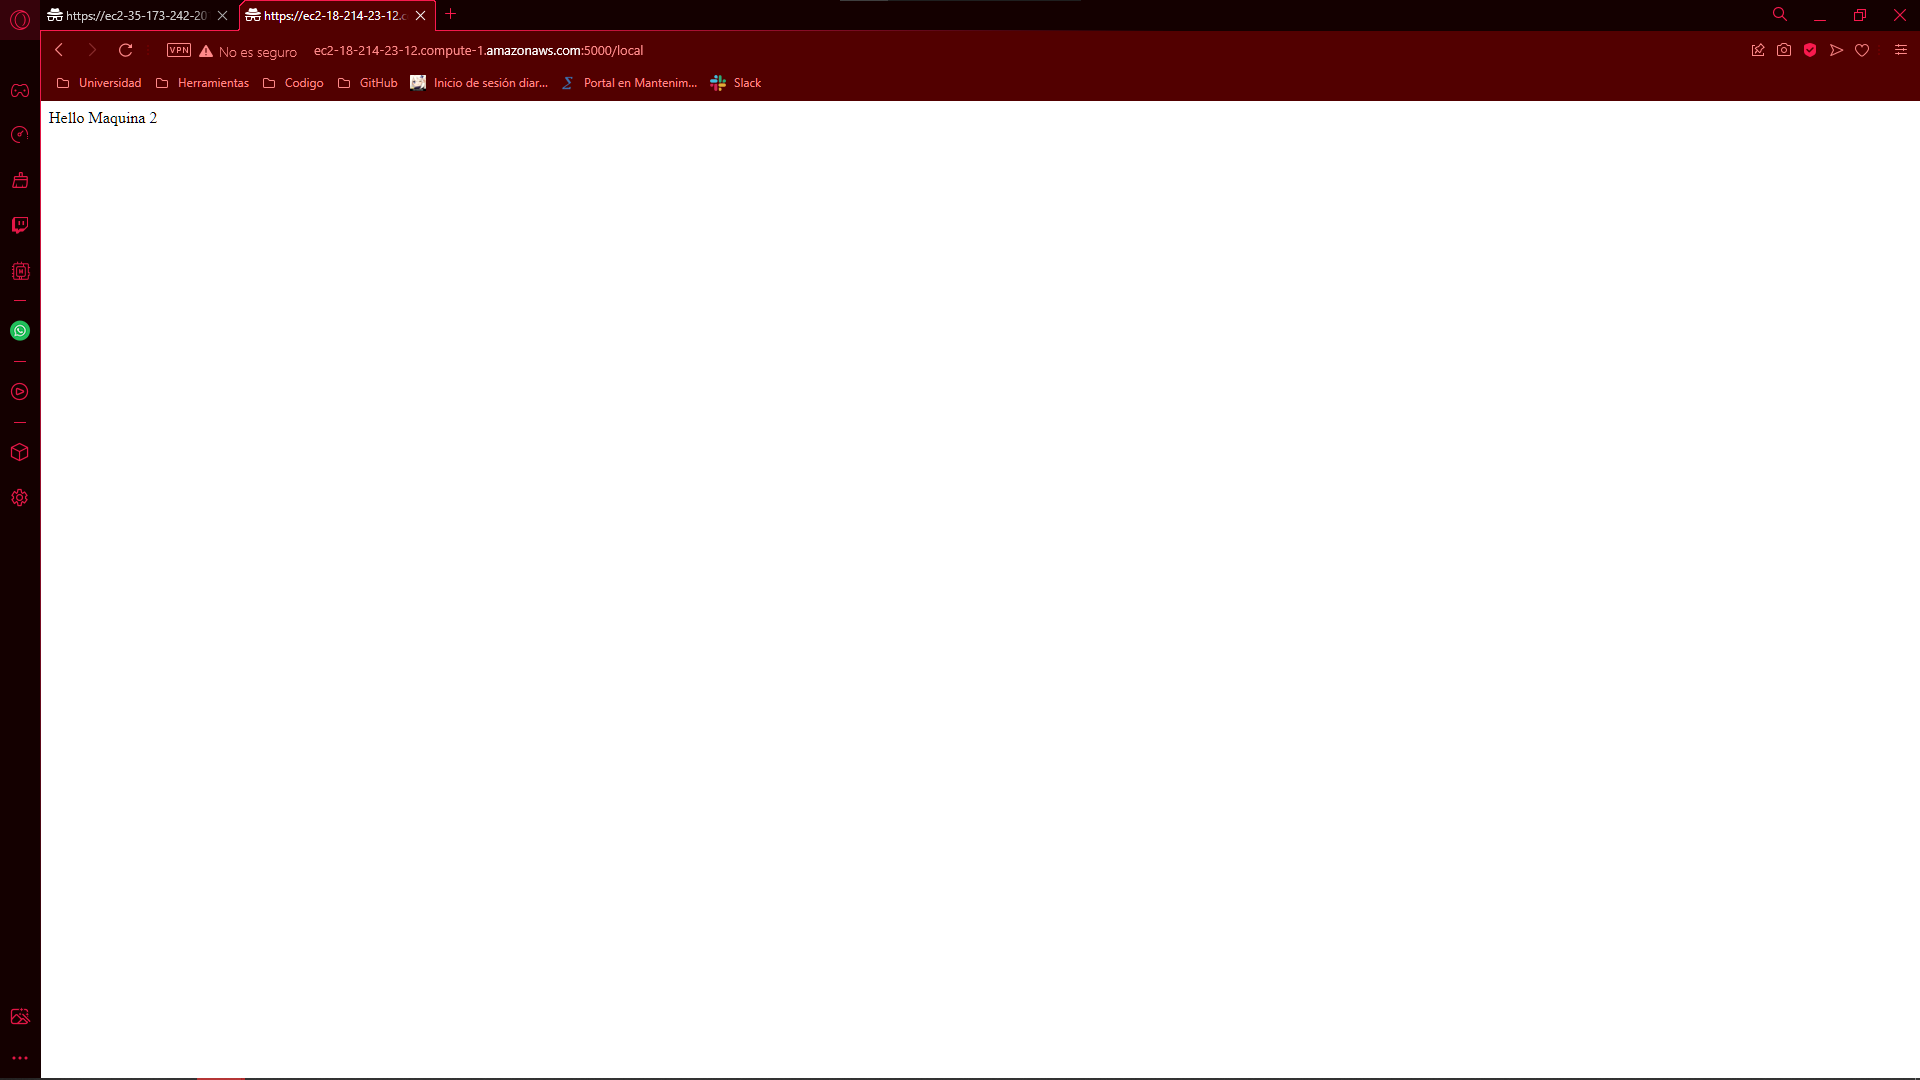 https://ec2-35-173-242-20
https://ec2-18-214-23-12.c
VPN
No es seguro
ec2-18-214-23-12.compute-1.amazonaws.com:5000/local
Universidad
Herramientas
Codigo
GitHub
Inicio de sesión diar...
Portal en Mantenim...
Slack
Hello Maquina 2